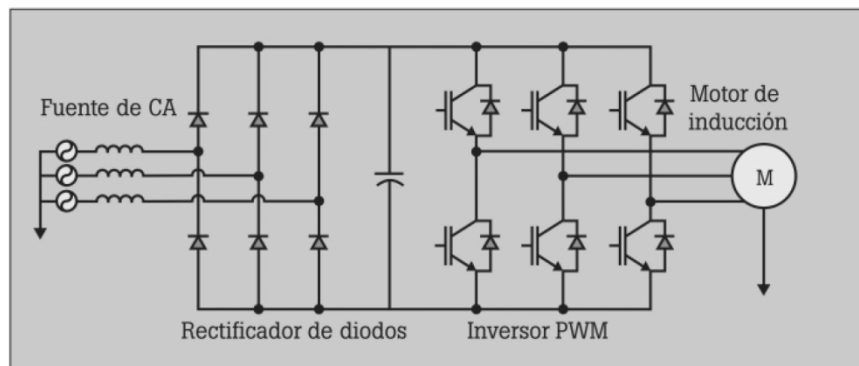 Fuente de CA
Motor de
inducción
M
Rectificador de diodos
Inversor PWM